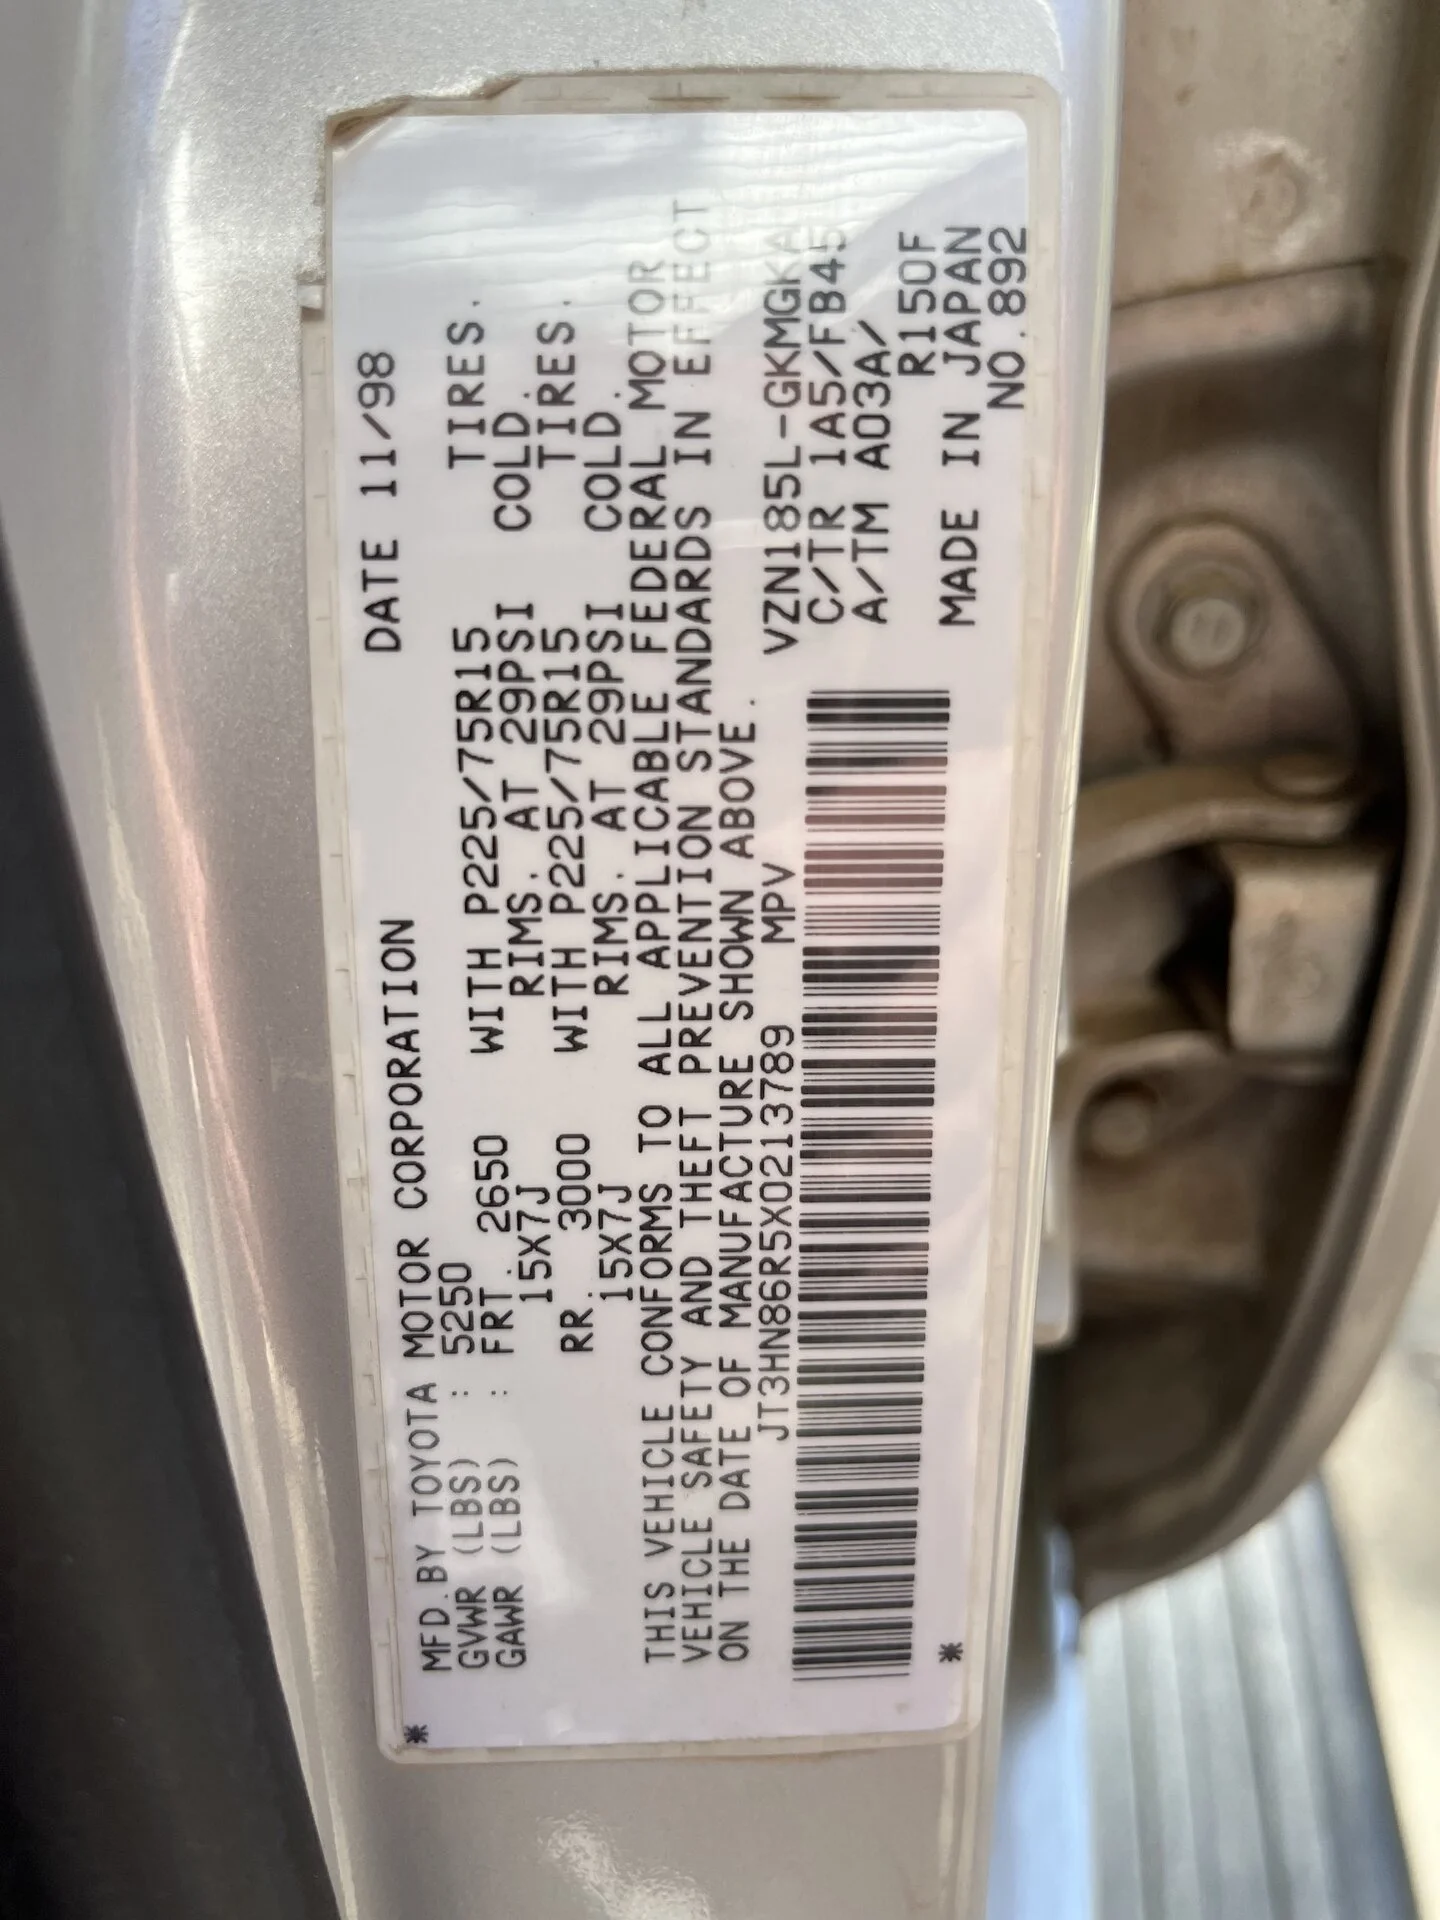 MFD.BY TOYOTA MOTOR CORPORATION DATE 11/98
GVWR (LBS) : 5250
GAWR (LBS) : FRT. 2650 WITH P225/75R15 TIRES.
15X7J RIMS. AT 29PSI COLD.
RR. 3000 WITH P225/75R15 TIRES.
15X7J RIMS. AT 29PSI COLD.
THIS VEHICLE CONFORMS TO ALL APPLICABLE FEDERAL MOTOR
VEHICLE SAFETY AND THEFT PREVENTION STANDARDS IN EFFECT
ON THE DATE OF MANUFACTURE SHOWN ABOVE.
JT3HN86R5X0213789 MPV VZN185L-GKMGKA
C/TR 1A5/FB45
A/TM A03A/
R150F
MADE IN JAPAN
NO.892